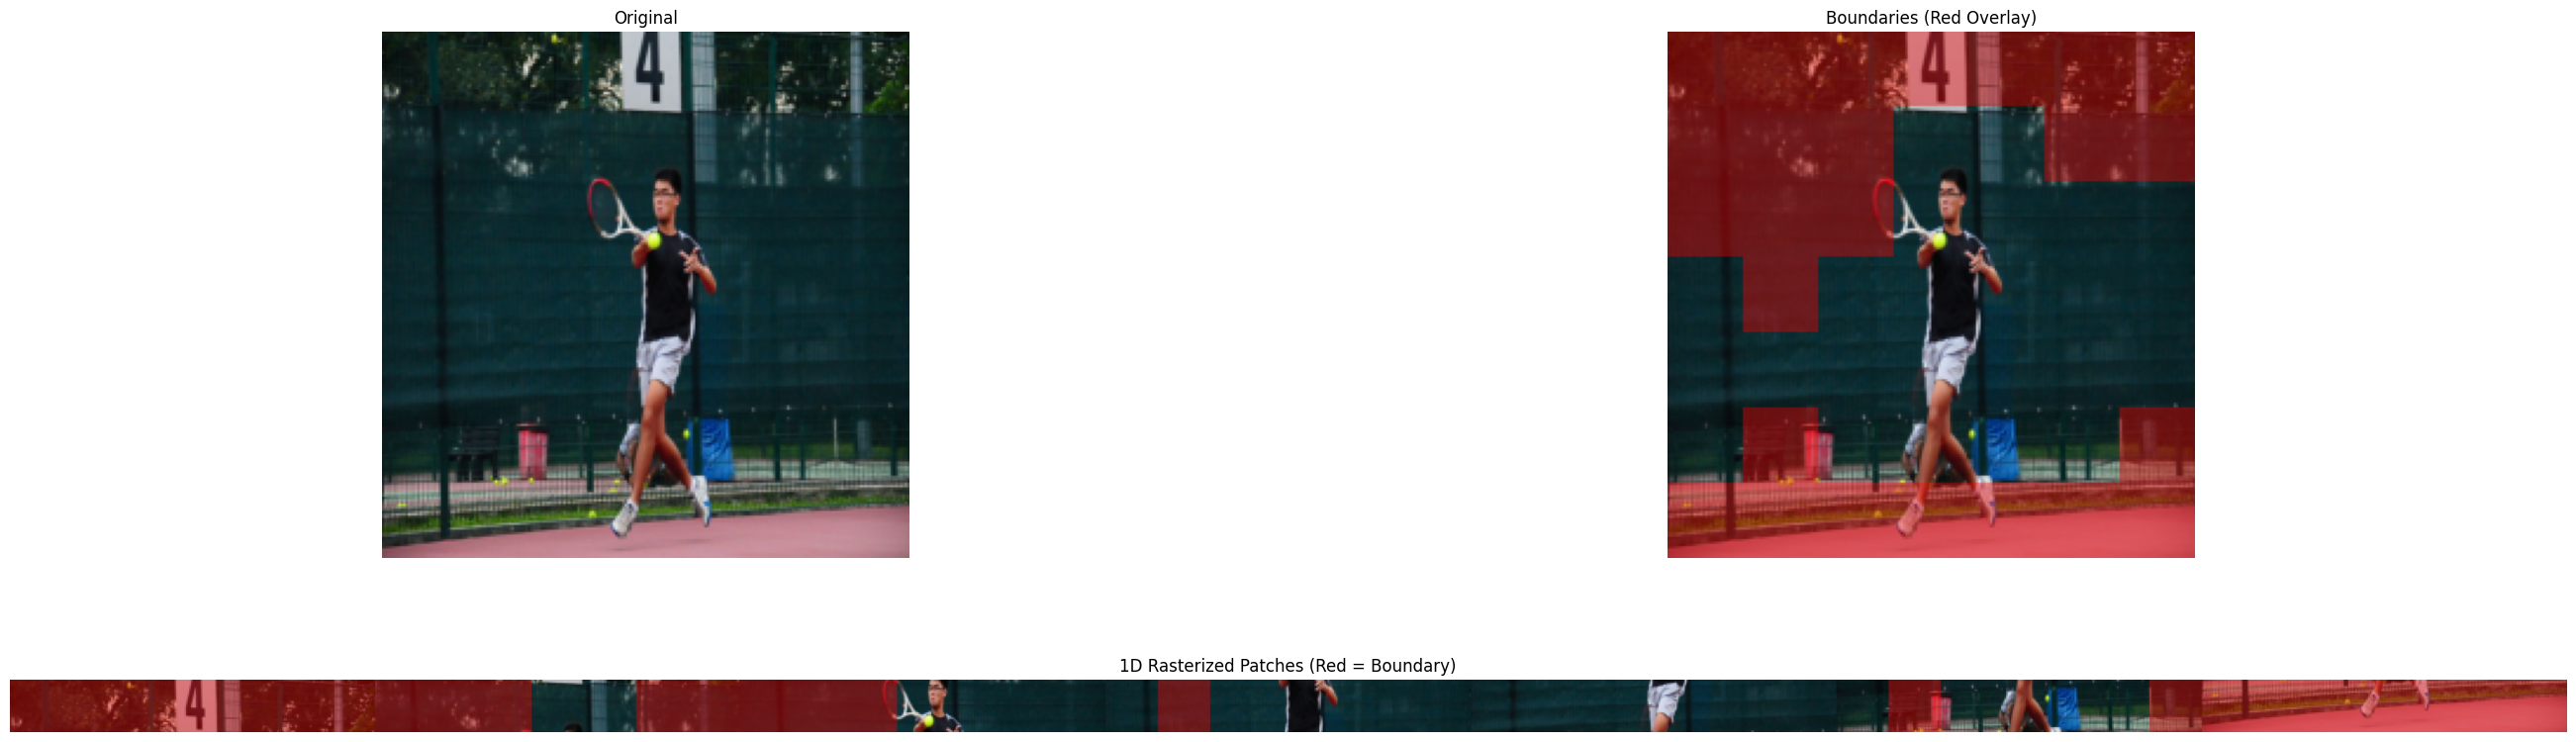 Original
Boundaries (Red Overlay)
4
4
1D Rasterized Patches (Red = Boundary)
4